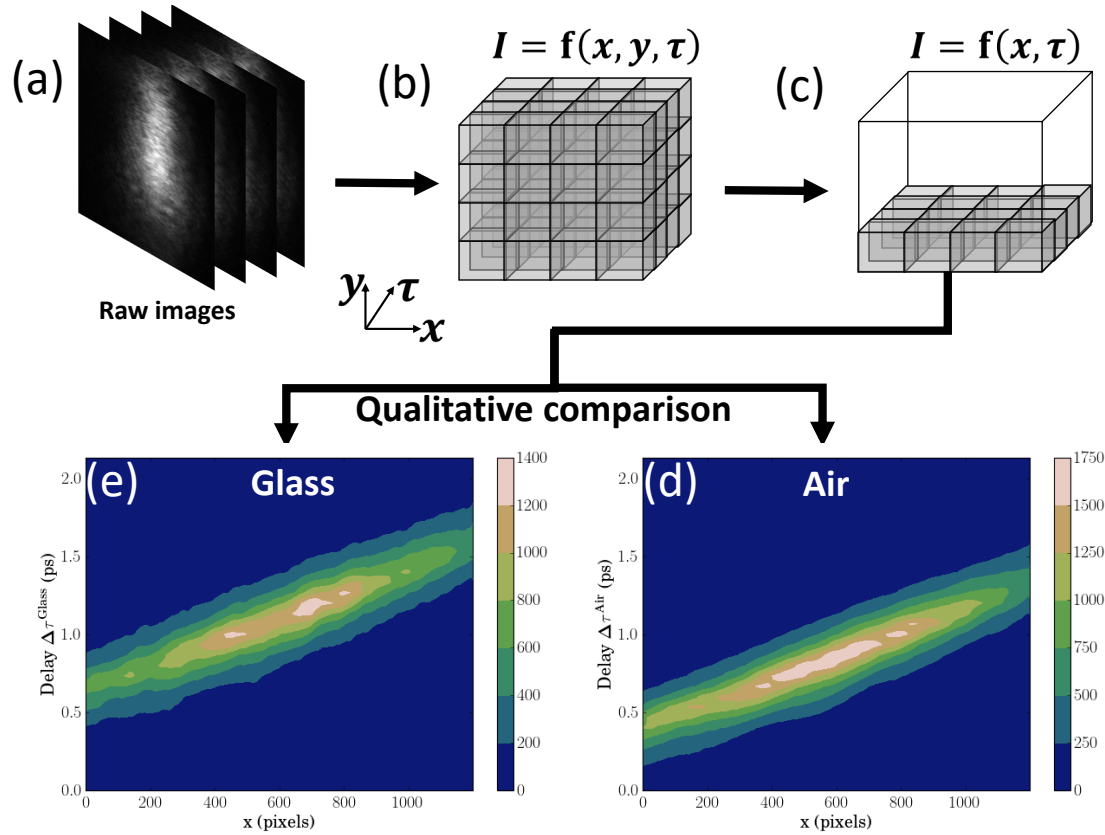 (a)
Raw images
(b)
I = f(x, y, τ)
y
τ
x
(c)
I = f(x, τ)
Qualitative comparison
(e)
Glass
Delay Δτ^Glass (ps)
2.0
1.5
1.0
0.5
0.0
0 200 400 600 800 1000
x (pixels)
1400
1200
1000
800
600
400
200
0
(d)
Air
Delay Δτ^Air (ps)
2.0
1.5
1.0
0.5
0.0
0 200 400 600 800 1000
x (pixels)
1750
1500
1250
1000
750
500
250
0